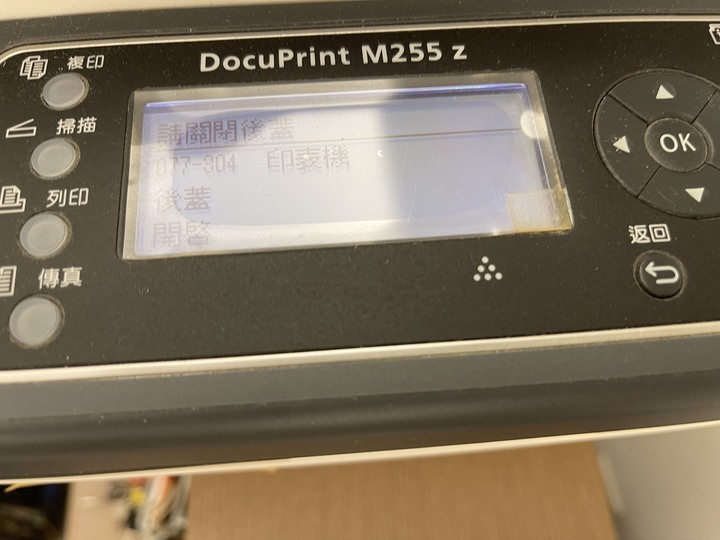 DocuPrint M255 z
複印
掃描
列印
傳真
請關閉後蓋
077-304 印表機
後蓋
開啟
OK
返回